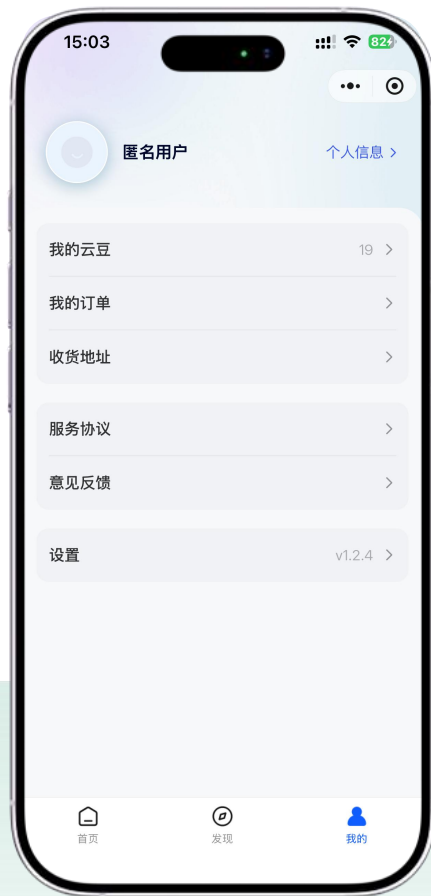 15:03
82
匿名用户
个人信息
我的云豆
19
我的订单
收货地址
服务协议
意见反馈
设置
v1.2.4
首页
发现
我的